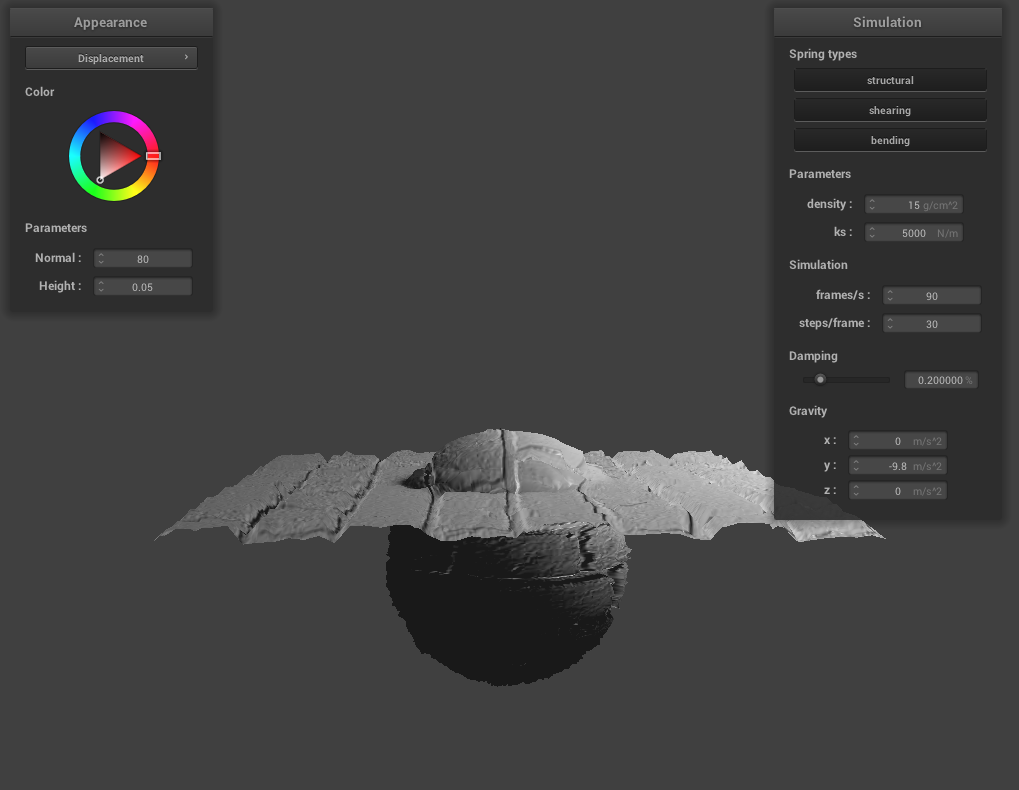 Appearance
Displacement
Color
Parameters
Normal : 80
Height : 0.05
Simulation
Spring types
structural
shearing
bending
Parameters
density : 15 g/cm^2
ks : 5000 N/m
Simulation
frames/s : 90
steps/frame : 30
Damping
0.200000 %
Gravity
x : 0 m/s^2
y : -9.8 m/s^2
z : 0 m/s^2